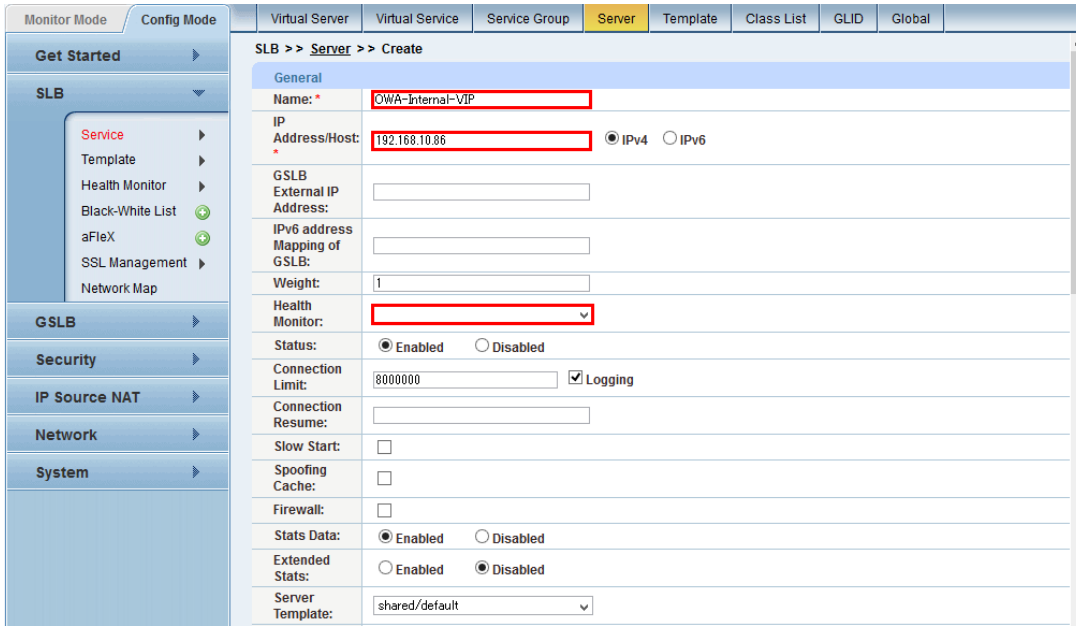 Monitor Mode Config Mode
Virtual Server Virtual Service Service Group Server Template Class List GLID Global
Get Started
SLB
Service
Template
Health Monitor
Black-White List
aFleX
SSL Management
Network Map
GSLB
Security
IP Source NAT
Network
System
SLB >> Server >> Create
General
Name: * OWA-Internal-VIP
IP
Address/Host: 192.168.10.86 IPv4 IPv6
*
GSLB
External IP
Address:
IPv6 address
Mapping of
GSLB:
Weight: 1
Health
Monitor:
Status: Enabled Disabled
Connection
Limit: 8000000 Logging
Connection
Resume:
Slow Start:
Spoofing
Cache:
Firewall:
Stats Data: Enabled Disabled
Extended
Stats: Enabled Disabled
Server
Template: shared/default